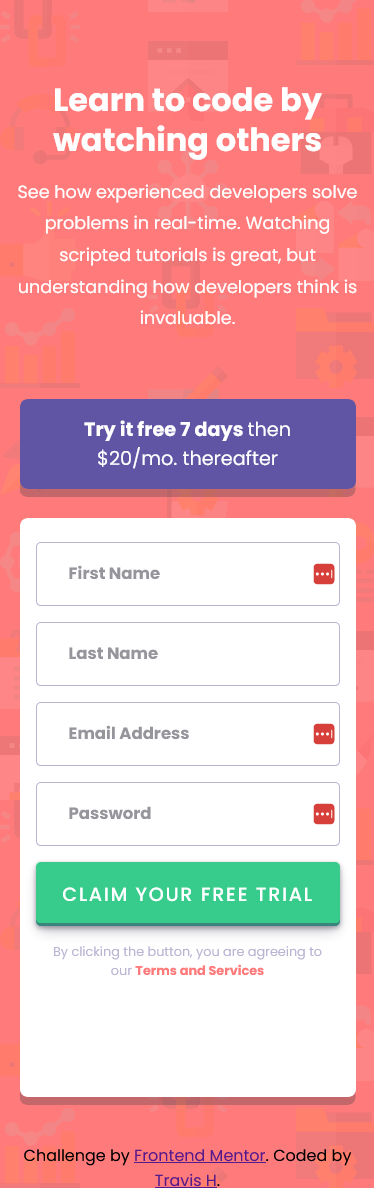 Learn to code by
watching others
See how experienced developers solve
problems in real-time. Watching
scripted tutorials is great, but
understanding how developers think is
invaluable.
Try it free 7 days then
$20/mo. thereafter
First Name
Last Name
Email Address
Password
CLAIM YOUR FREE TRIAL
By clicking the button, you are agreeing to
our Terms and Services
Challenge by Frontend Mentor. Coded by
Travis H.